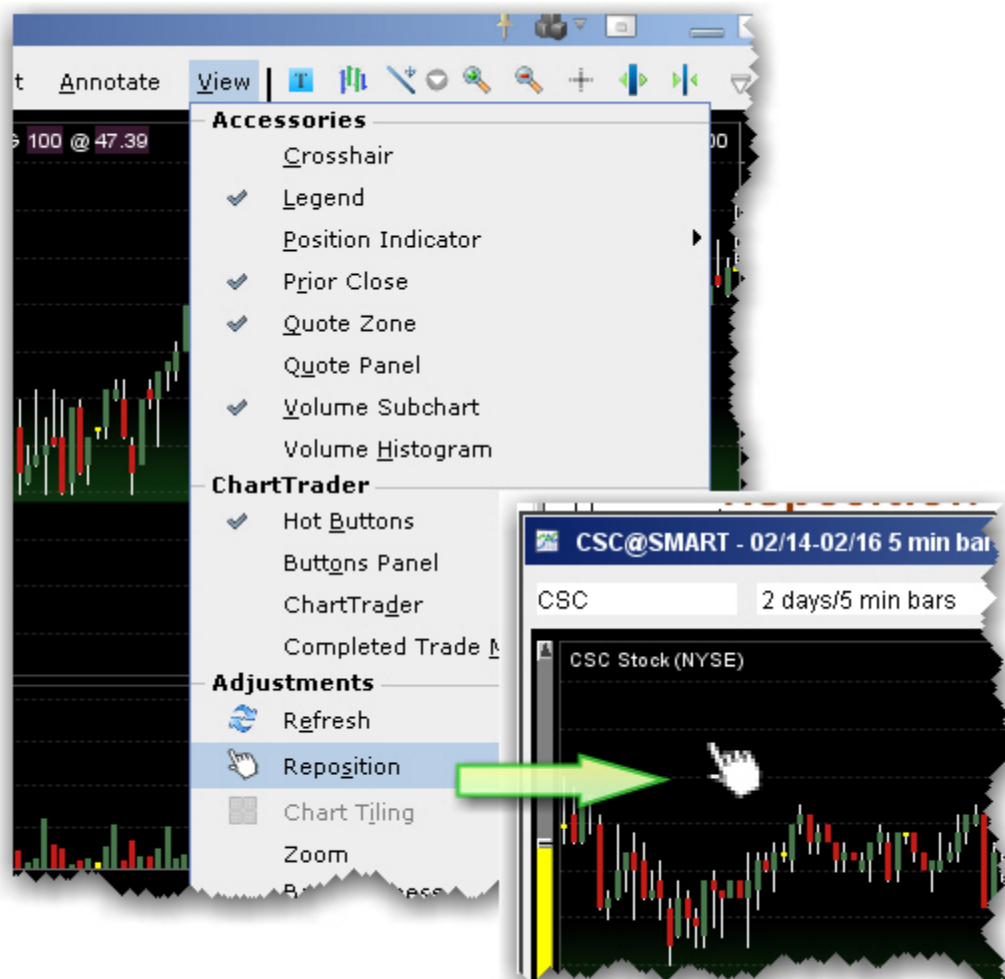 t Annotate View T
100 @ 47.39
00
Accessories
Crosshair
Legend
Position Indicator
Prior Close
Quote Zone
Quote Panel
Volume Subchart
Volume Histogram
ChartTrader
Hot Buttons
Buttons Panel
ChartTrader
Completed Trade
Adjustments
Refresh
Reposition
Chart Tiling
Zoom
CSC@SMART - 02/14-02/16 5 min bar
CSC 2 days/5 min bars
CSC Stock (NYSE)